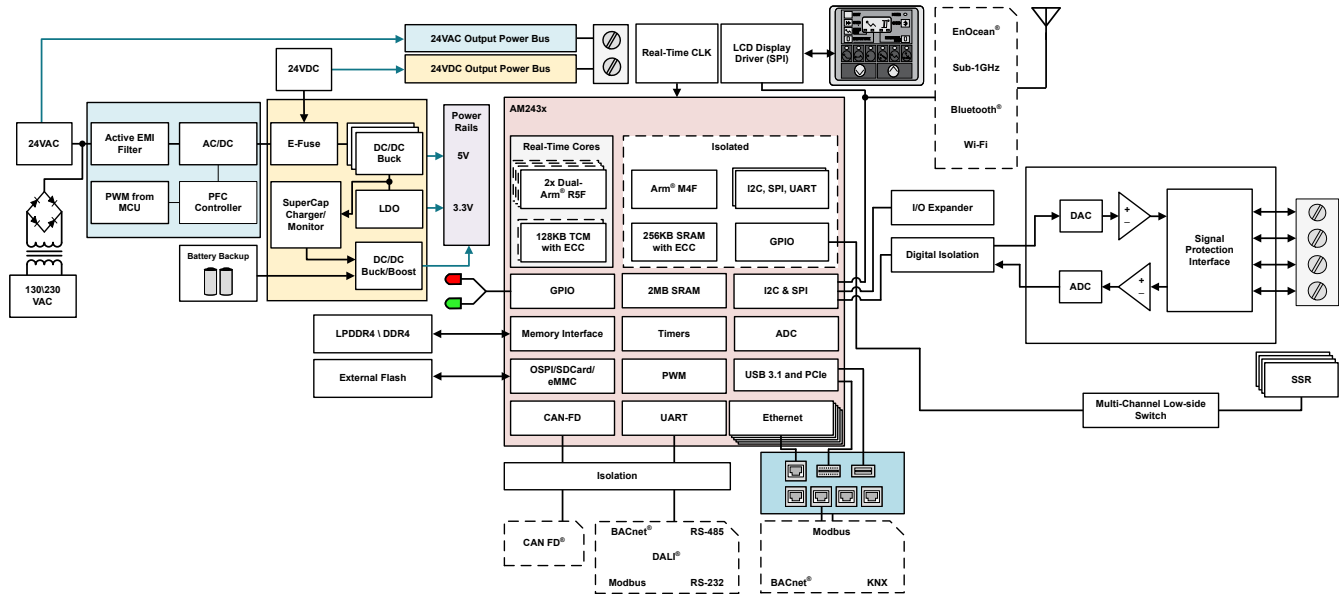 24VAC Output Power Bus
24VDC Output Power Bus
24VDC
Real-Time CLK
LCD Display
Driver (SPI)
EnOcean®
Sub-1GHz
Bluetooth®
Wi-Fi
24VAC
Active EMI
Filter
AC/DC
PWM from
MCU
PFC
Controller
130\230
VAC
E-Fuse
DC/DC
Buck
SuperCap
Charger/
Monitor
LDO
DC/DC
Buck/Boost
Battery Backup
Power
Rails
5V
3.3V
AM243x
Real-Time Cores
2x Dual-
Arm® R5F
128KB TCM
with ECC
Isolated
Arm® M4F
I2C, SPI, UART
256KB SRAM
with ECC
GPIO
GPIO
2MB SRAM
I2C & SPI
Memory Interface
Timers
ADC
OSPI/SDCard/
eMMC
PWM
USB 3.1 and PCIe
CAN-FD
UART
Ethernet
LPDDR4 \ DDR4
External Flash
I/O Expander
Digital Isolation
DAC
+
–
ADC
+
–
Signal
Protection
Interface
SSR
Multi-Channel Low-side
Switch
Isolation
CAN FD®
BACnet® RS-485
DALI®
Modbus RS-232
Modbus
BACnet® KNX